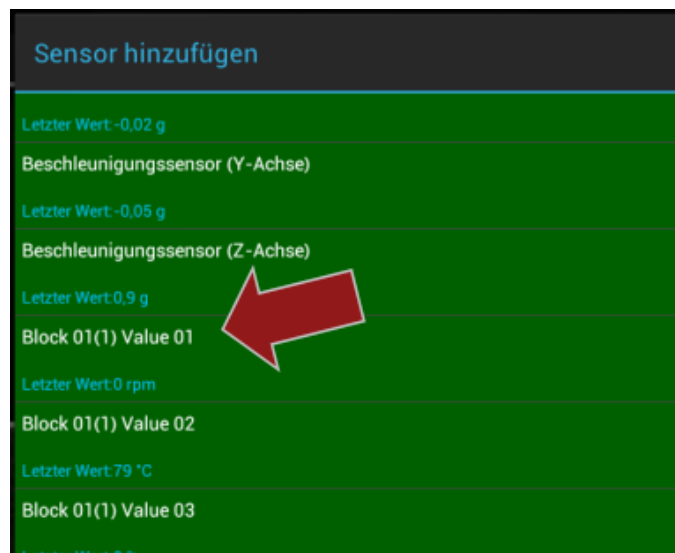 Sensor hinzufügen
Letzter Wert:-0,02 g
Beschleunigungssensor (Y-Achse)
Letzter Wert:-0,05 g
Beschleunigungssensor (Z-Achse)
Letzter Wert:0,9 g
Block 01(1) Value 01
Letzter Wert:0 rpm
Block 01(1) Value 02
Letzter Wert:79 °C
Block 01(1) Value 03